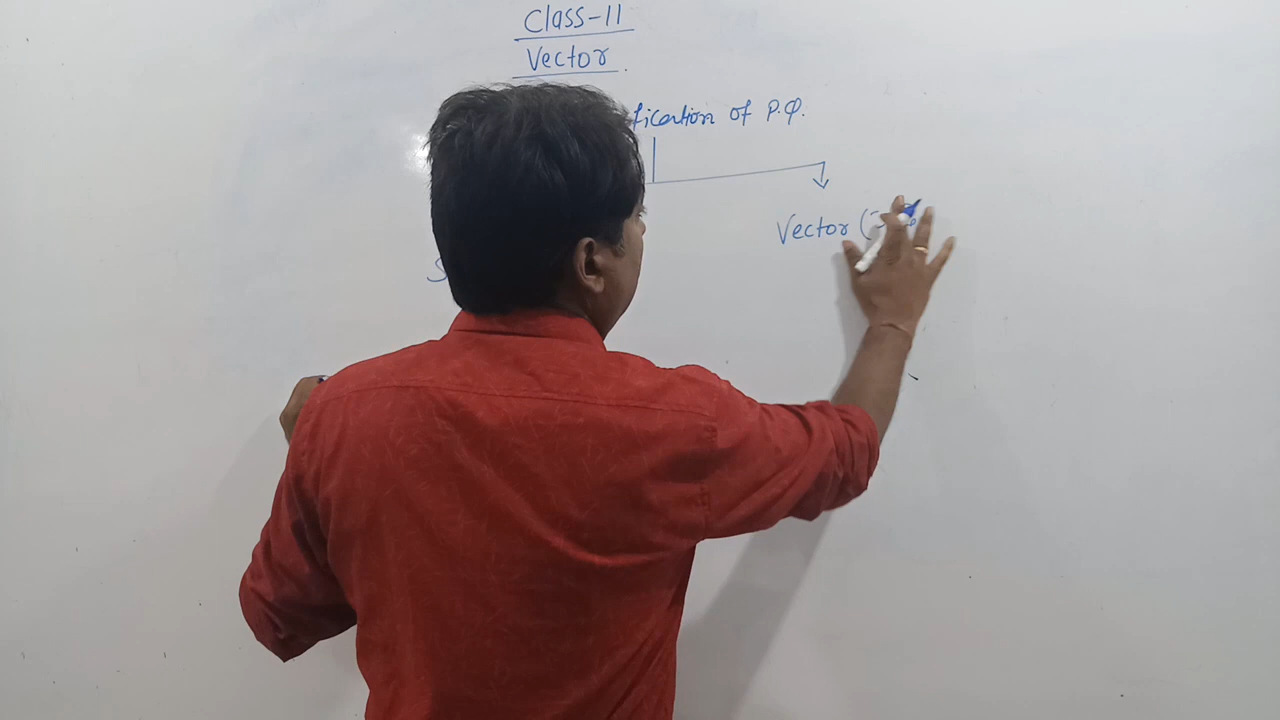 Class-11
Vector
fication of P.Q.
Vector (
S